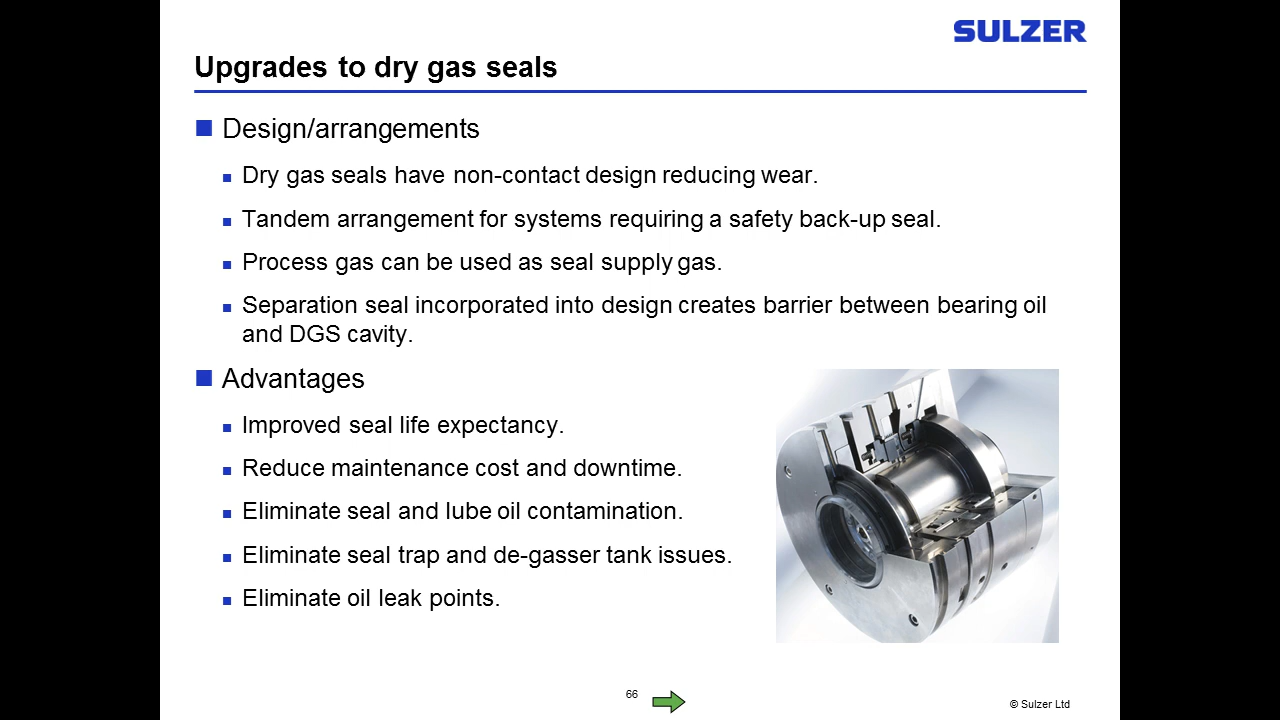 SULZER
Upgrades to dry gas seals
Design/arrangements
Dry gas seals have non-contact design reducing wear.
Tandem arrangement for systems requiring a safety back-up seal.
Process gas can be used as seal supply gas.
Separation seal incorporated into design creates barrier between bearing oil
and DGS cavity.
Advantages
Improved seal life expectancy.
Reduce maintenance cost and downtime.
Eliminate seal and lube oil contamination.
Eliminate seal trap and de-gasser tank issues.
Eliminate oil leak points.
66
© Sulzer Ltd